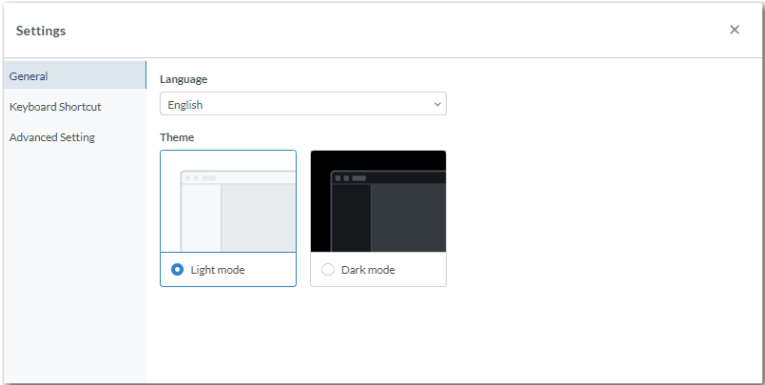 Settings
General
Keyboard Shortcut
Advanced Setting
Language
English
Theme
Light mode
Dark mode